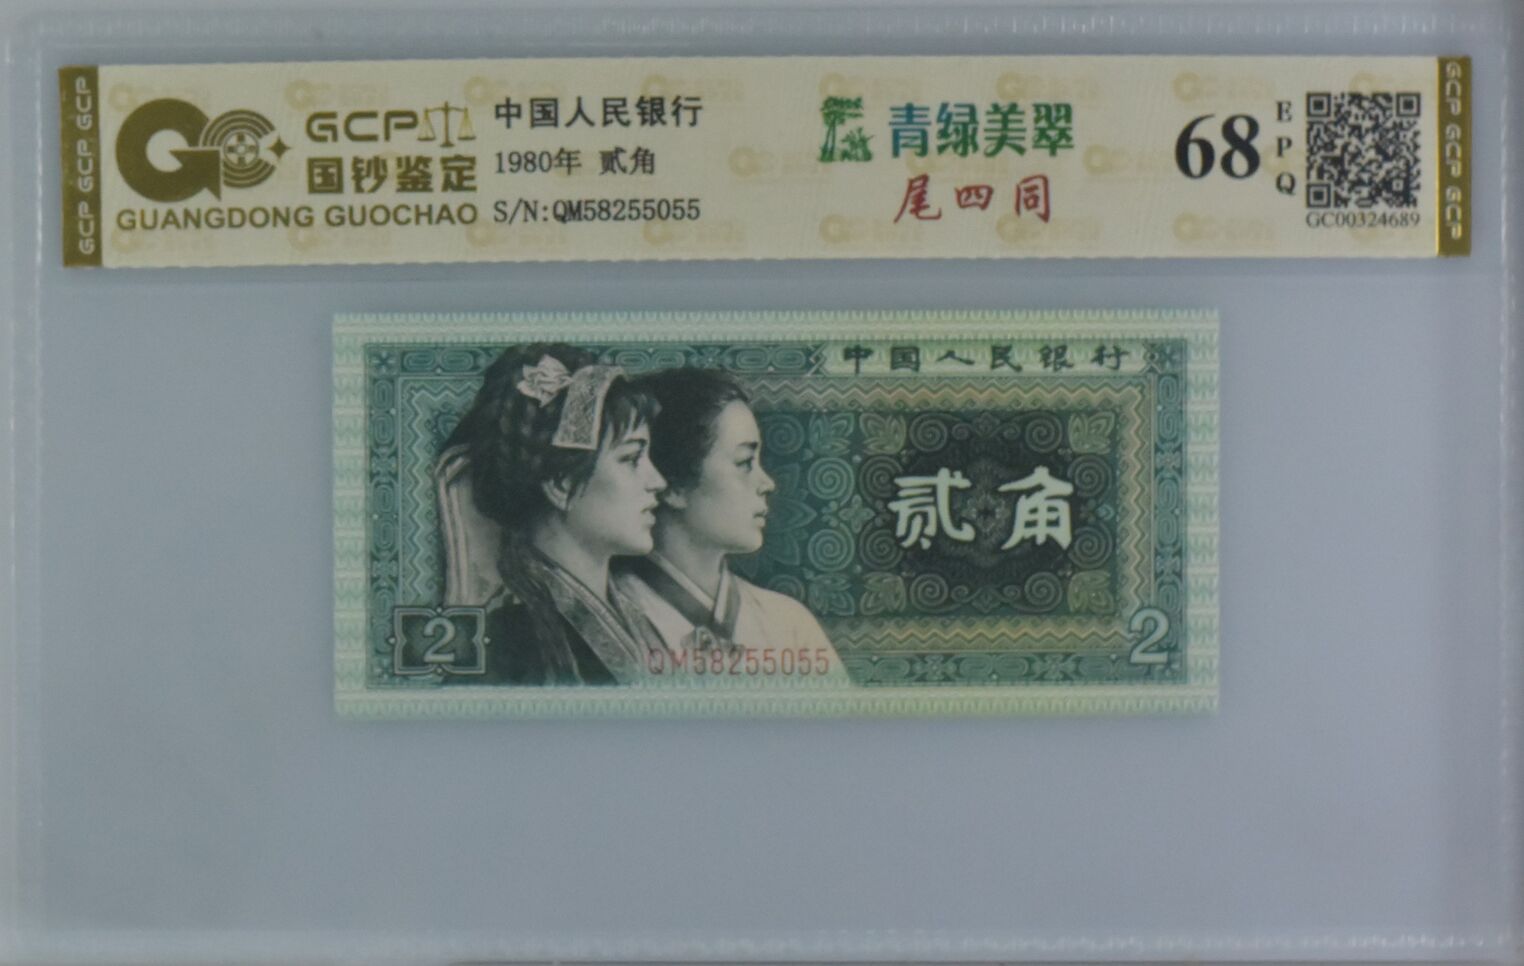 GCP GCP GCP
GCP
国钞鉴定
GUANGDONG GUOCHAO
中国人民银行
1980年 贰角
S/N:QM58255055
青绿美翠
尾四同
68
EPQ
GC00324689
GCP GCP GCP
中国人民银行
贰角
2
2
QM58255055